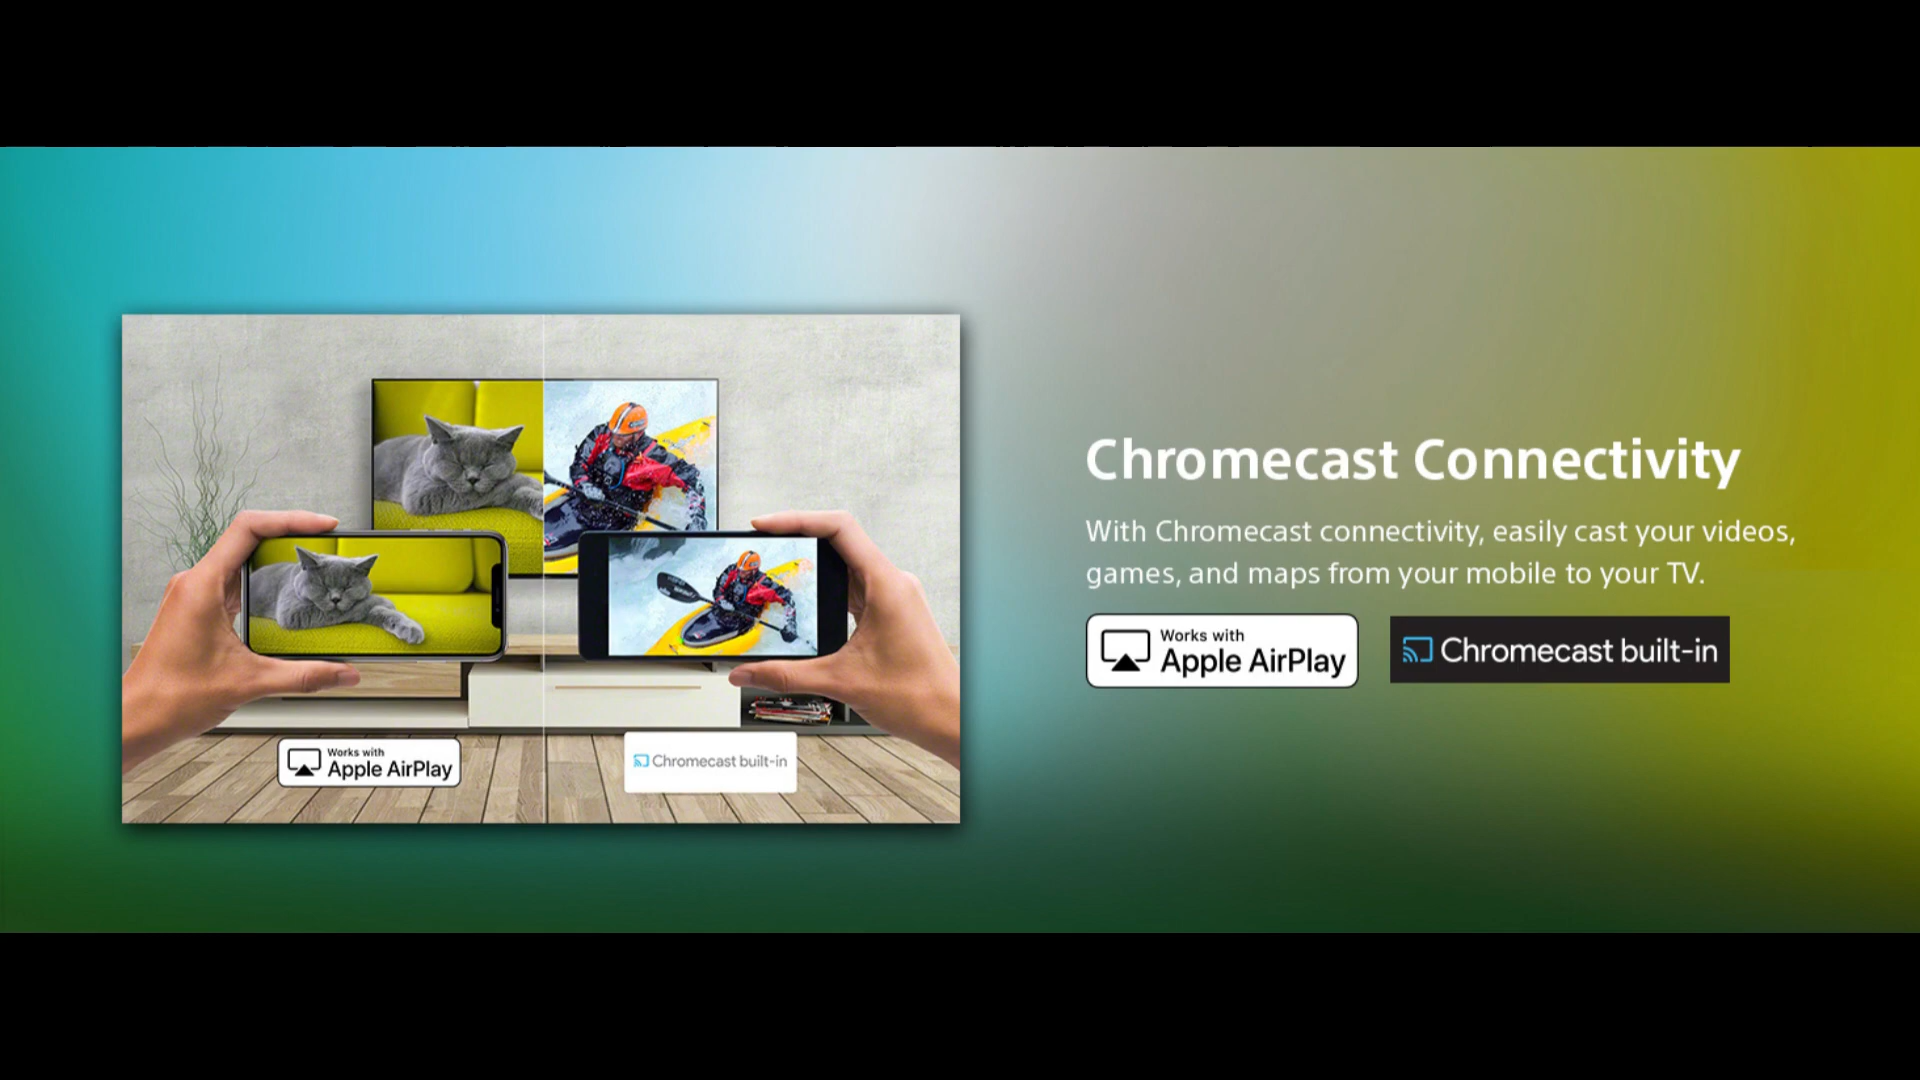 Chromecast Connectivity
With Chromecast connectivity, easily cast your videos,
games, and maps from your mobile to your TV.
Works with
Apple AirPlay
Chromecast built-in
Works with
Apple AirPlay
Chromecast built-in